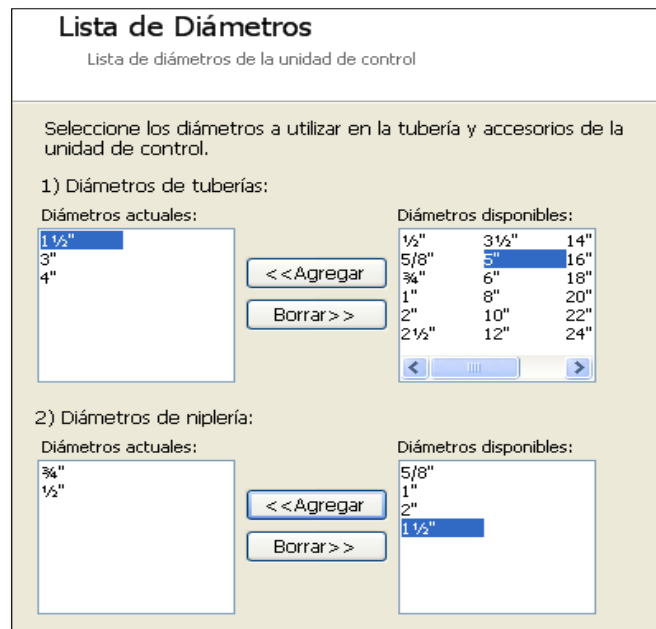 Lista de Diámetros
Lista de diámetros de la unidad de control
Seleccione los diámetros a utilizar en la tubería y accesorios de la
unidad de control.
1) Diámetros de tuberías:
Diámetros actuales:
1½"
3"
4"
<<Agregar
Borrar>>
Diámetros disponibles:
½" 3½" 14"
5/8" 5" 16"
¾" 6" 18"
1" 8" 20"
2" 10" 22"
2½" 12" 24"
2) Diámetros de niplería:
Diámetros actuales:
¾"
½"
<<Agregar
Borrar>>
Diámetros disponibles:
5/8"
1"
2"
1½"